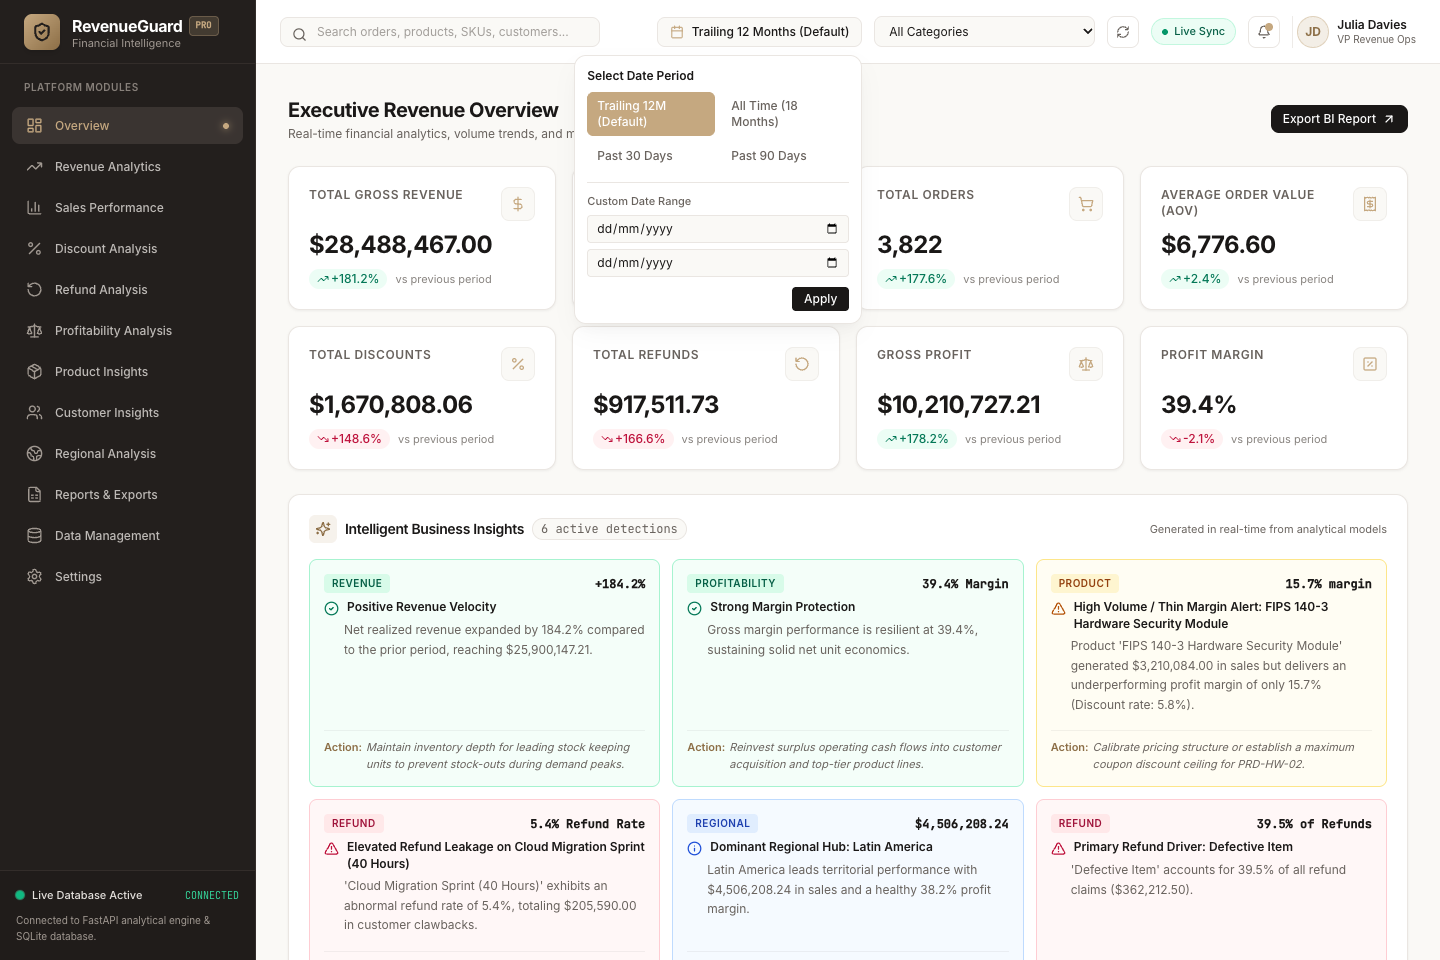 RevenueGuard PRO
Financial Intelligence
PLATFORM MODULES
Overview
Revenue Analytics
Sales Performance
Discount Analysis
Refund Analysis
Profitability Analysis
Product Insights
Customer Insights
Regional Analysis
Reports & Exports
Data Management
Settings
Live Database Active CONNECTED
Connected to FastAPI analytical engine &
SQLite database.
Search orders, products, SKUs, customers...
Trailing 12 Months (Default)
All Categories
Live Sync
JD
Julia Davies
VP Revenue Ops
Select Date Period
Trailing 12M
(Default)
All Time (18
Months)
Past 30 Days
Past 90 Days
Custom Date Range
dd/mm/yyyy
dd/mm/yyyy
Apply
Executive Revenue Overview
Real-time financial analytics, volume trends, and m
Export BI Report
TOTAL GROSS REVENUE
$28,488,467.00
+181.2% vs previous period
TOTAL ORDERS
3,822
+177.6% vs previous period
AVERAGE ORDER VALUE
(AOV)
$6,776.60
+2.4% vs previous period
TOTAL DISCOUNTS
$1,670,808.06
+148.6% vs previous period
TOTAL REFUNDS
$917,511.73
+166.6% vs previous period
GROSS PROFIT
$10,210,727.21
+178.2% vs previous period
PROFIT MARGIN
39.4%
-2.1% vs previous period
Intelligent Business Insights 6 active detections
Generated in real-time from analytical models
REVENUE +184.2%
Positive Revenue Velocity
Net realized revenue expanded by 184.2% compared
to the prior period, reaching $25,900,147.21.
Action: Maintain inventory depth for leading stock keeping
units to prevent stock-outs during demand peaks.
PROFITABILITY 39.4% Margin
Strong Margin Protection
Gross margin performance is resilient at 39.4%,
sustaining solid net unit economics.
Action: Reinvest surplus operating cash flows into customer
acquisition and top-tier product lines.
PRODUCT 15.7% margin
High Volume / Thin Margin Alert: FIPS 140-3
Hardware Security Module
Product 'FIPS 140-3 Hardware Security Module'
generated $3,210,084.00 in sales but delivers an
underperforming profit margin of only 15.7%
(Discount rate: 5.8%).
Action: Calibrate pricing structure or establish a maximum
coupon discount ceiling for PRD-HW-02.
REFUND 5.4% Refund Rate
Elevated Refund Leakage on Cloud Migration Sprint
(40 Hours)
'Cloud Migration Sprint (40 Hours)' exhibits an
abnormal refund rate of 5.4%, totaling $205,590.00
in customer clawbacks.
REGIONAL $4,506,208.24
Dominant Regional Hub: Latin America
Latin America leads territorial performance with
$4,506,208.24 in sales and a healthy 38.2% profit
margin.
REFUND 39.5% of Refunds
Primary Refund Driver: Defective Item
'Defective Item' accounts for 39.5% of all refund
claims ($362,212.50).